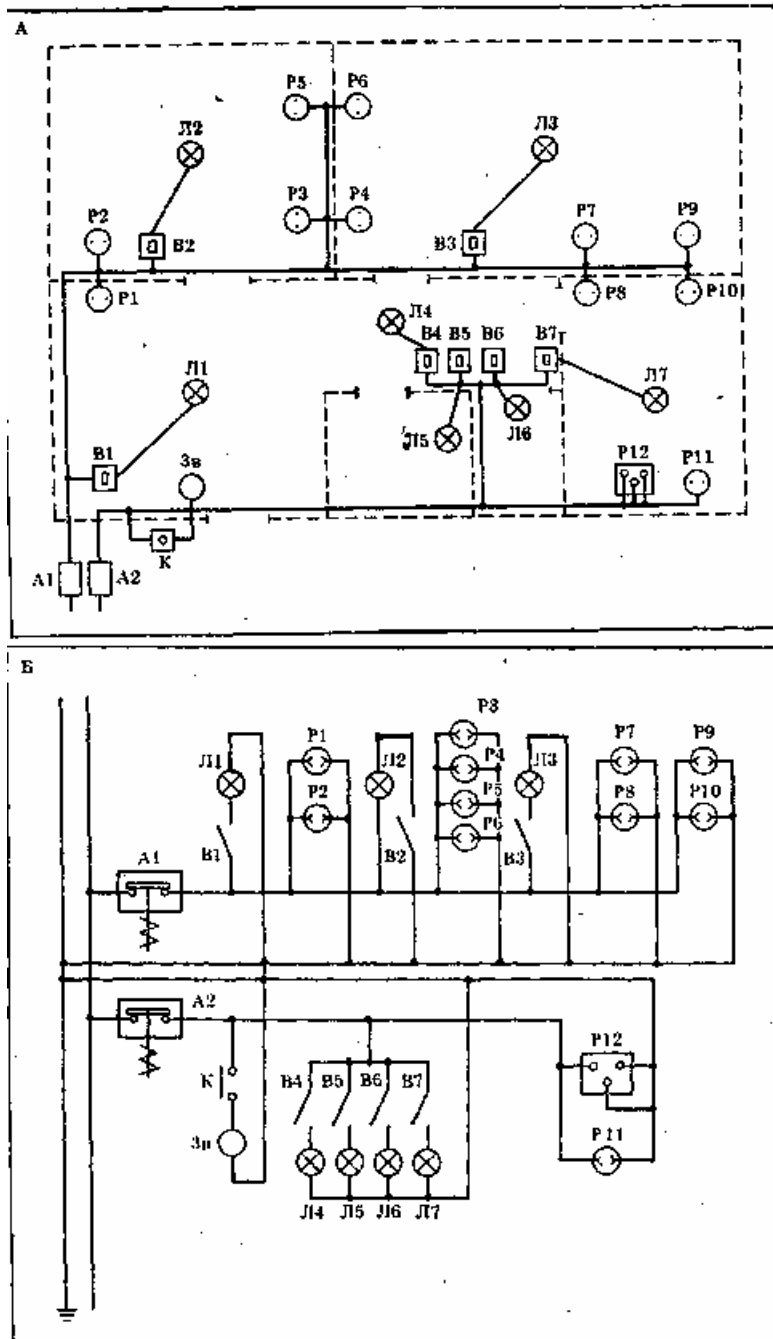 А
Р5 Р6
Л2 Л3
Р3 Р4
Р2 В2 В3 Р7 Р9
Р1 Р8 Р10
Л4 В4 В5 В6 В7
Л1 Л7
Л5 Л6
В1 Зв Р12 Р11
К
А1 А2
Б
Р3
Р1 Р7 Р9
Л1 Л2 Р4 Л3
Р2 Р5 Р8 Р10
Р6
В1 В2 В3
А1
А2
Р12
К В4 В5 В6 В7
Р11
Л4 Л5 Л6 Л7